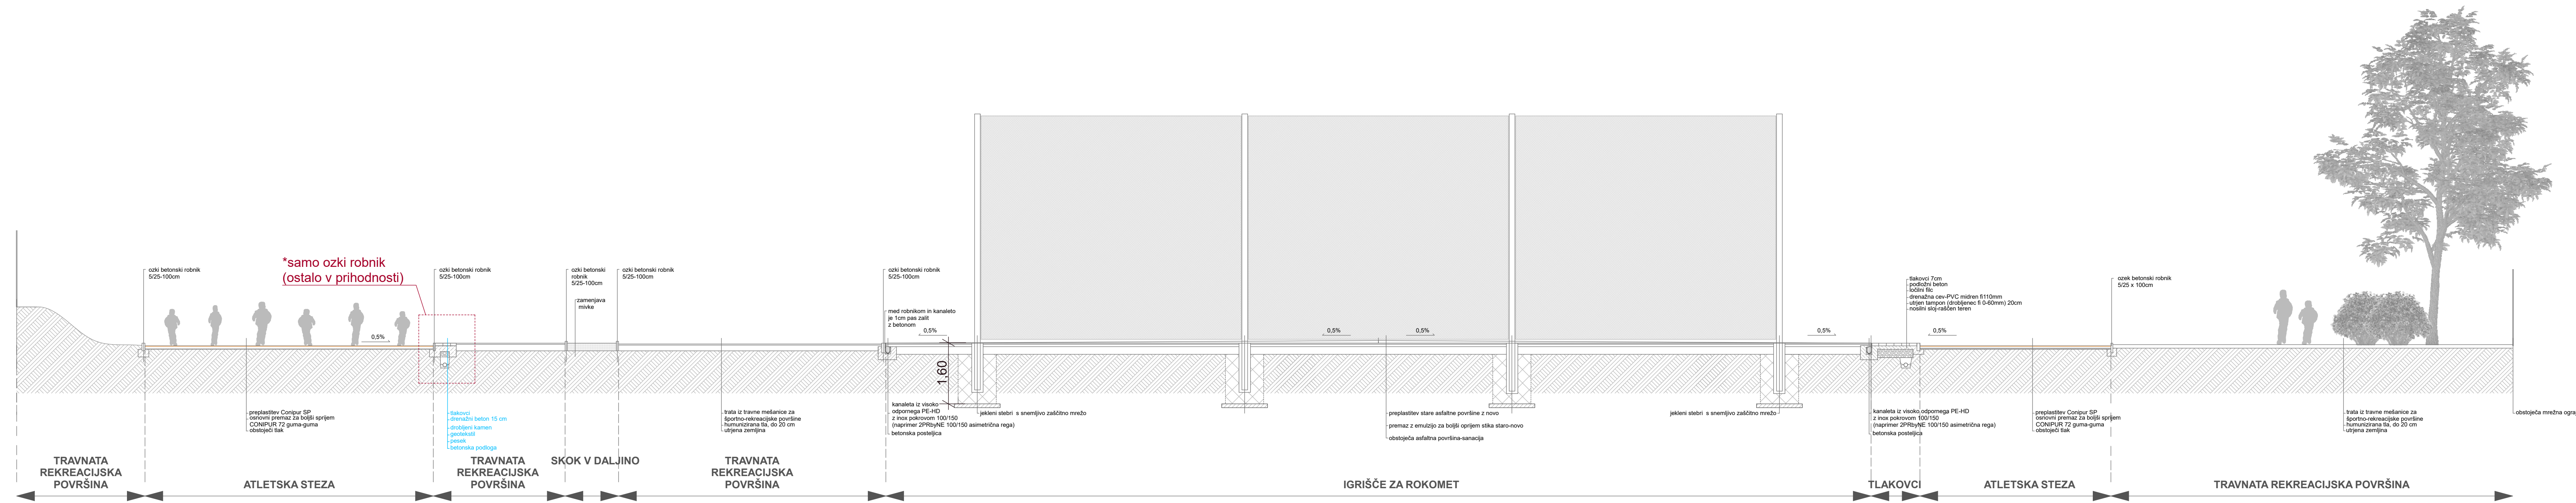 *samo ozki robnik
(ostalo v prihodnosti)
ozki betonski robnik
5/25-100cm
ozki betonski robnik
5/25-100cm
ozki betonski
robnik
5/25-100cm
ozki betonski robnik
5/25-100cm
zamenjava
mivke
ozki betonski robnik
5/25-100cm
med robnikom in kanaleto
je 1cm pas zalit
z betonom
tlakovci 7cm
podložni beton
ločilni filc
drenažna cev-PVC midren fi110mm
utrjen tampon (drobljenec fi 0-60mm) 20cm
nosilni sloj-raščen teren
ozek betonski robnik
5/25 x 100cm
0,5%
0,5%
0,5%
0,5%
0,5%
0,5%
1,60
preplastitev Conipur SP
osnovni premaz za boljši sprijem
CONIPUR 72 guma-guma
obstoječi tlak
tlakovci
drenažni beton 15 cm
drobljeni kamen
geotekstil
pesek
betonska podloga
trata iz travne mešanice za
športno-rekreacijske površine
humunizirana tla, do 20 cm
utrjena zemljina
kanaleta iz visoko
odpornega PE-HD
z inox pokrovom 100/150
(naprimer 2PRbyNE 100/150 asimetrična rega)
betonska posteljica
jekleni stebri s snemljivo zaščitno mrežo
preplastitev stare asfaltne površine z novo
premaz z emulzijo za boljši oprijem stika staro-novo
obstoječa asfaltna površina-sanacija
jekleni stebri s snemljivo zaščitno mrežo
kanaleta iz visoko odpornega PE-HD
z inox pokrovom 100/150
(naprimer 2PRbyNE 100/150 asimetrična rega)
betonska posteljica
preplastitev Conipur SP
osnovni premaz za boljši sprijem
CONIPUR 72 guma-guma
obstoječi tlak
trata iz travne mešanice za
športno-rekreacijske površine
humunizirana tla, do 20 cm
utrjena zemljina
obstoječa mrežna ograj
TRAVNATA
REKREACIJSKA
POVRŠINA
ATLETSKA STEZA
TRAVNATA
REKREACIJSKA
POVRŠINA
SKOK V DALJINO
TRAVNATA
REKREACIJSKA
POVRŠINA
IGRIŠČE ZA ROKOMET
TLAKOVCI
ATLETSKA STEZA
TRAVNATA REKREACIJSKA POVRŠINA